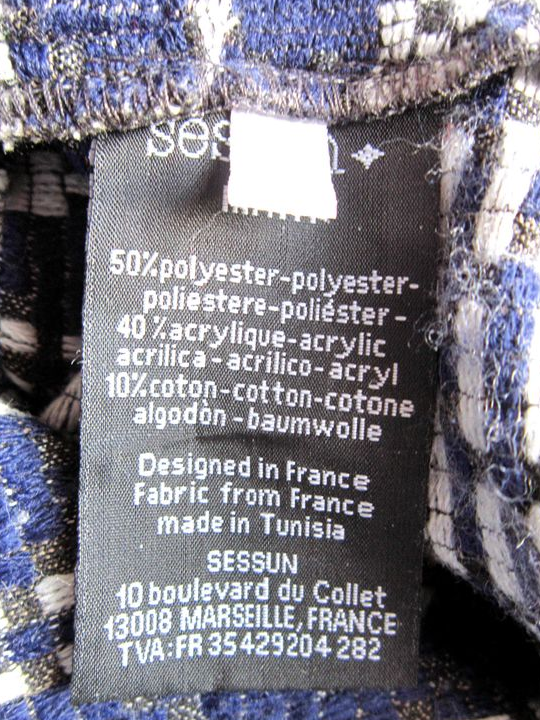 50%polyester-polyester-
poliestere-poliéster-
40%acrylique-acrylic
acrilica-acrilico-acryl
10%coton-cotton-cotone
algodòn-baumwolle
Designed in France
Fabric from France
made in Tunisia
SESSUN
10 boulevard du Collet
13008 MARSEILLE, FRANCE
TVA:FR 35429204 282